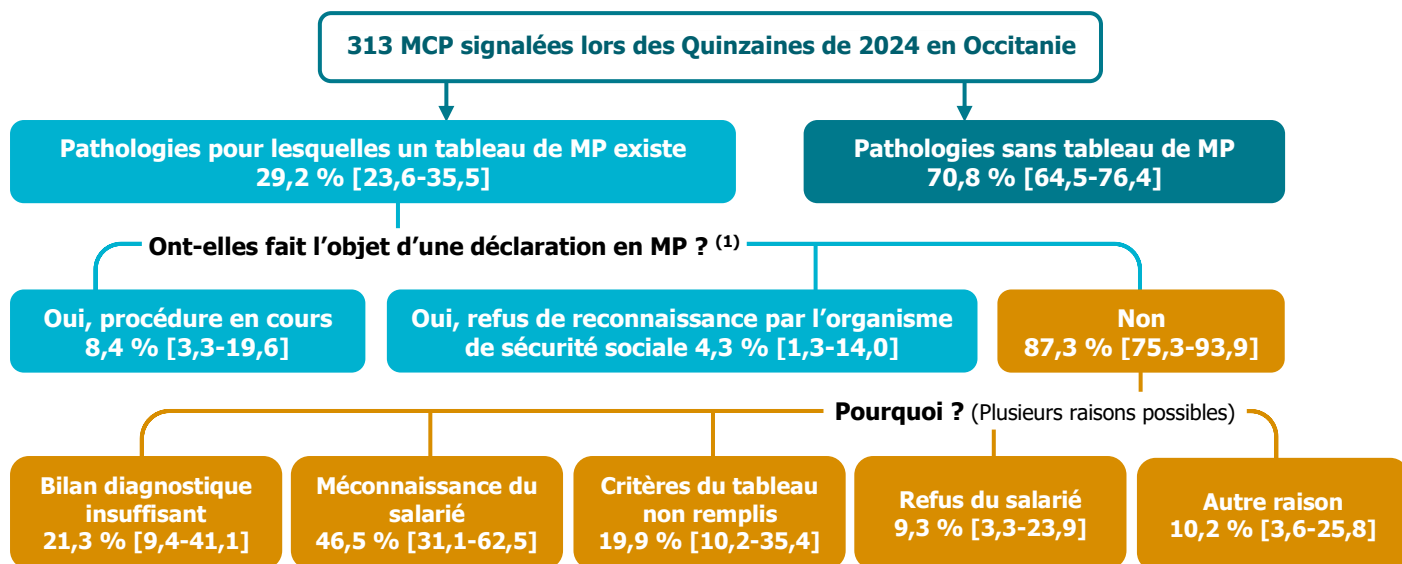 313 MCP signalées lors des Quinzaines de 2024 en Occitanie
Pathologies pour lesquelles un tableau de MP existe
29,2 % [23,6-35,5]
Pathologies sans tableau de MP
70,8 % [64,5-76,4]
Ont-elles fait l’objet d’une déclaration en MP ? (1)
Oui, procédure en cours
8,4 % [3,3-19,6]
Oui, refus de reconnaissance par l’organisme
de sécurité sociale 4,3 % [1,3-14,0]
Non
87,3 % [75,3-93,9]
Pourquoi ? (Plusieurs raisons possibles)
Bilan diagnostique
insuffisant
21,3 % [9,4-41,1]
Méconnaissance du
salarié
46,5 % [31,1-62,5]
Critères du tableau
non remplis
19,9 % [10,2-35,4]
Refus du salarié
9,3 % [3,3-23,9]
Autre raison
10,2 % [3,6-25,8]